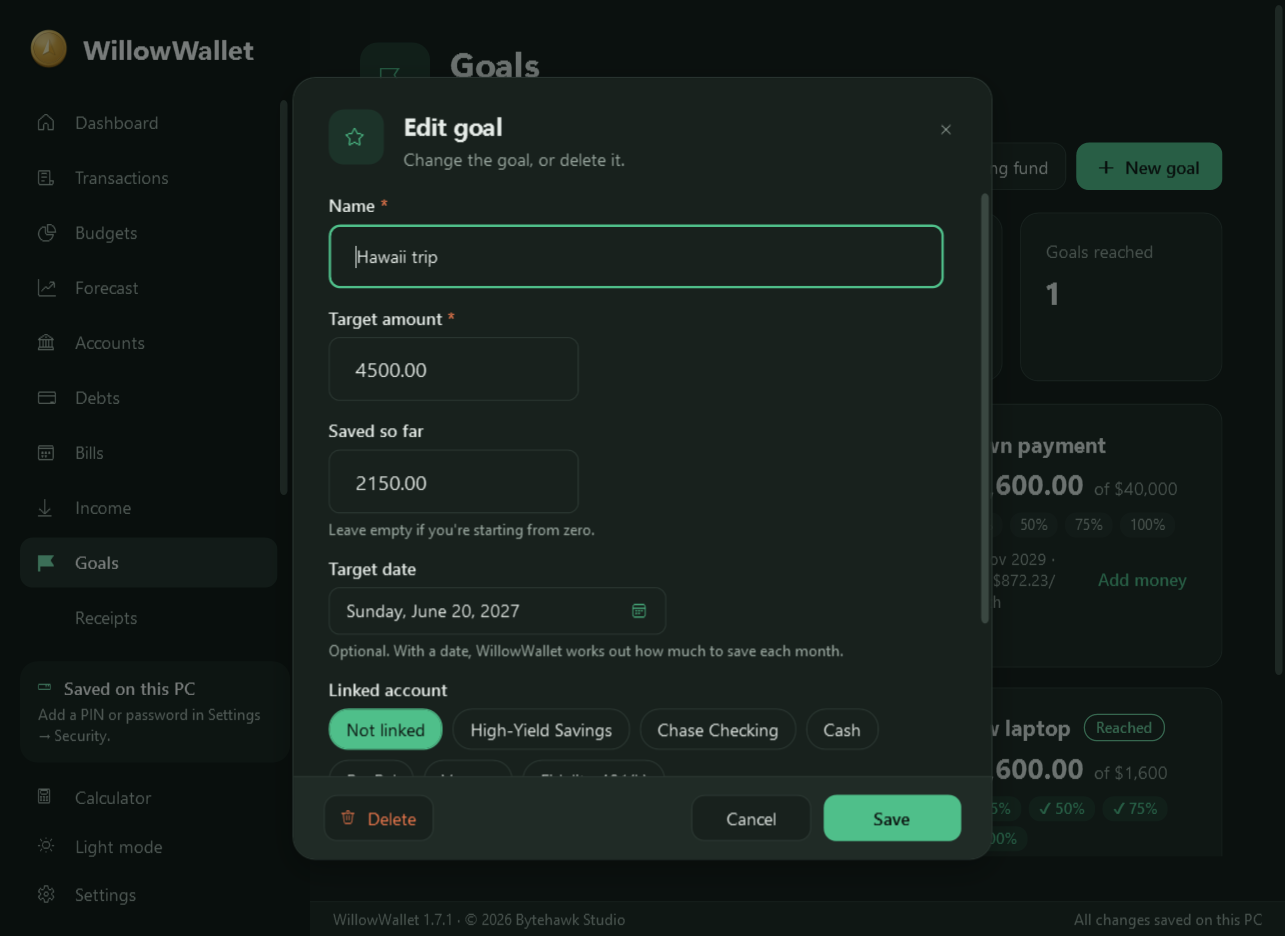 WillowWallet
Dashboard
Transactions
Budgets
Forecast
Accounts
Debts
Bills
Income
Goals
Receipts
Saved on this PC
Add a PIN or password in Settings
→ Security.
Calculator
Light mode
Settings
Goals
ng fund
+ New goal
Goals reached
1
wn payment
,600.00 of $40,000
50% 75% 100%
ov 2029 ·
$872.23/
h
Add money
w laptop Reached
,600.00 of $1,600
5% ✓ 50% ✓ 75%
00%
Edit goal
Change the goal, or delete it.
Name *
Hawaii trip
Target amount *
4500.00
Saved so far
2150.00
Leave empty if you're starting from zero.
Target date
Sunday, June 20, 2027
Optional. With a date, WillowWallet works out how much to save each month.
Linked account
Not linked
High-Yield Savings
Chase Checking
Cash
Delete
Cancel
Save
WillowWallet 1.7.1 · © 2026 Bytehawk Studio
All changes saved on this PC